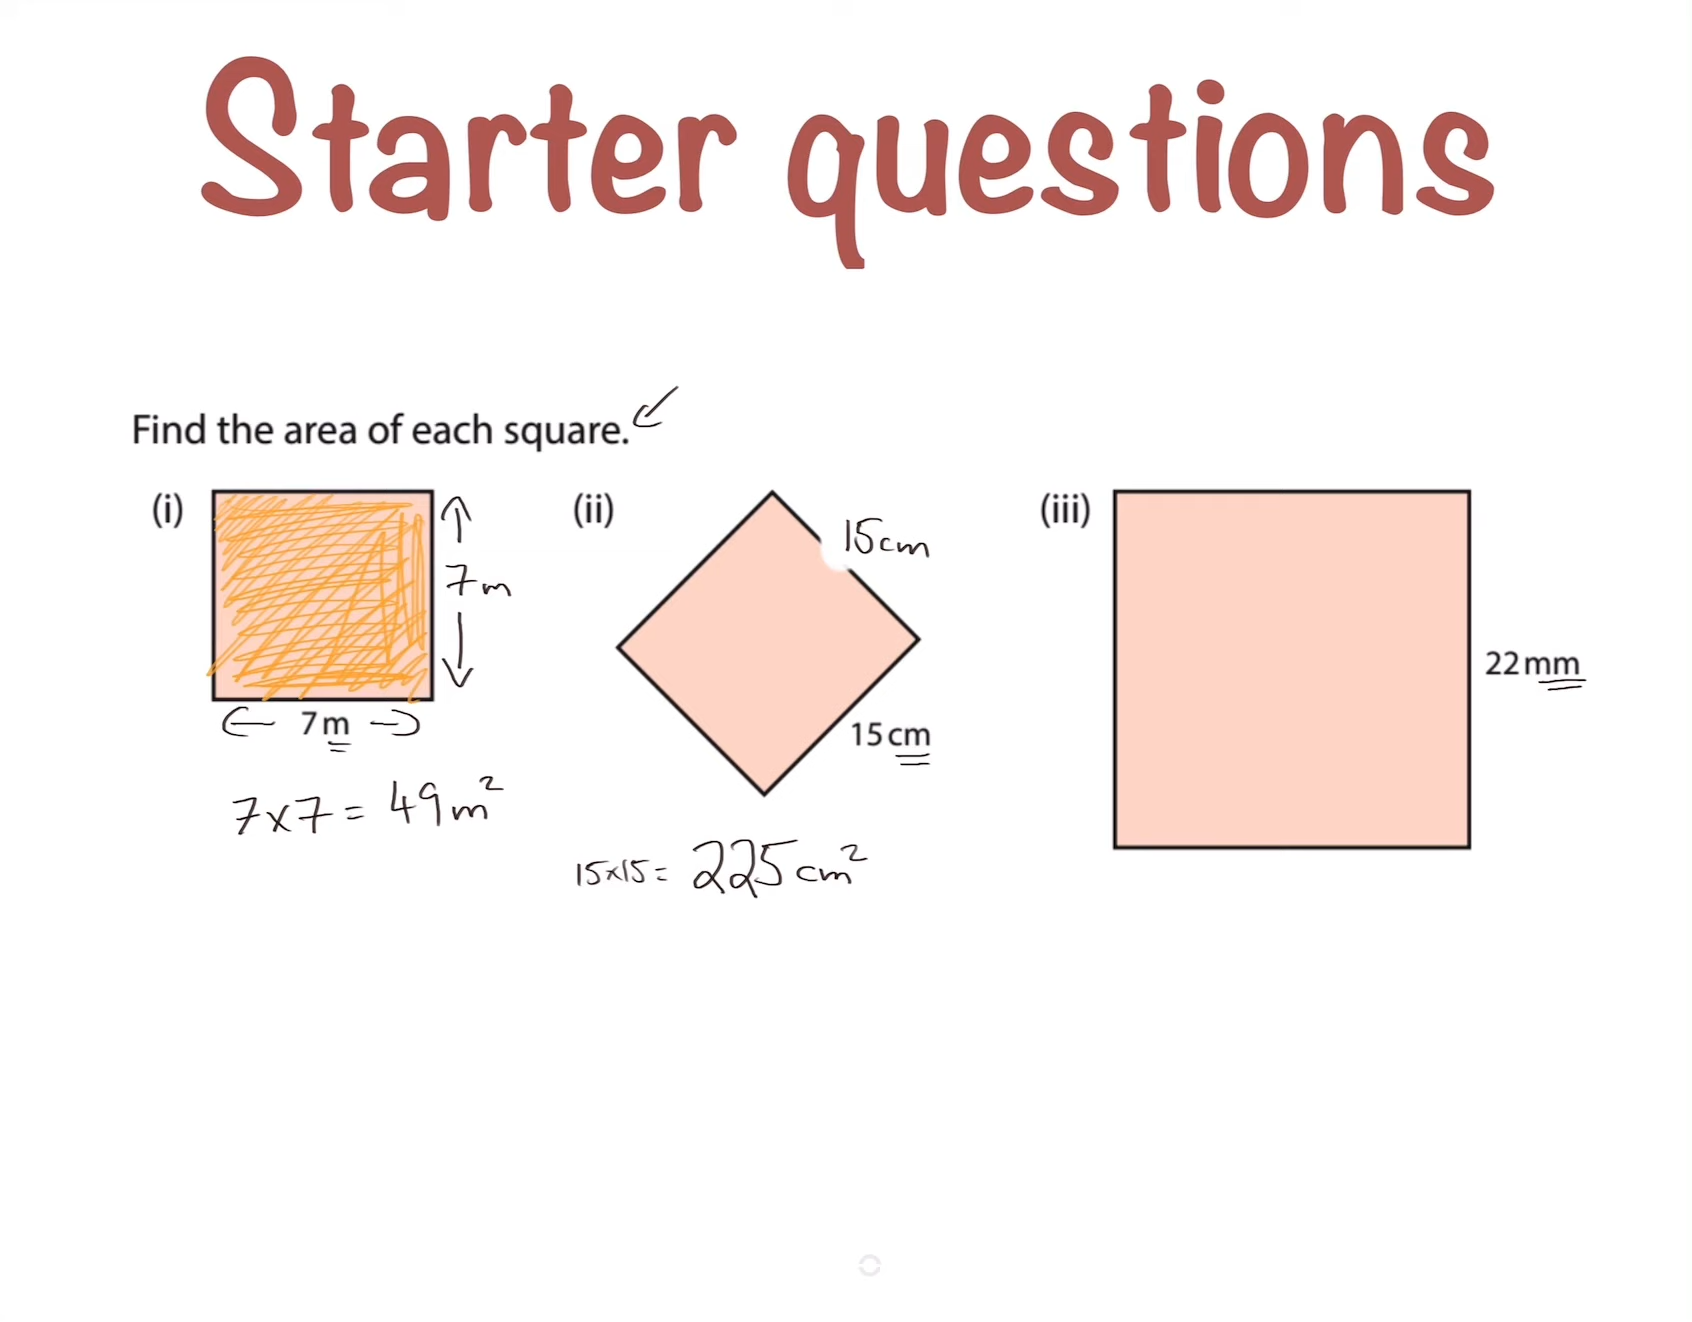 Starter questions
Find the area of each square.
(i)
7m
7m
7x7 = 49m²
(ii)
15cm
15cm
15x15 = 225cm²
(iii)
22mm